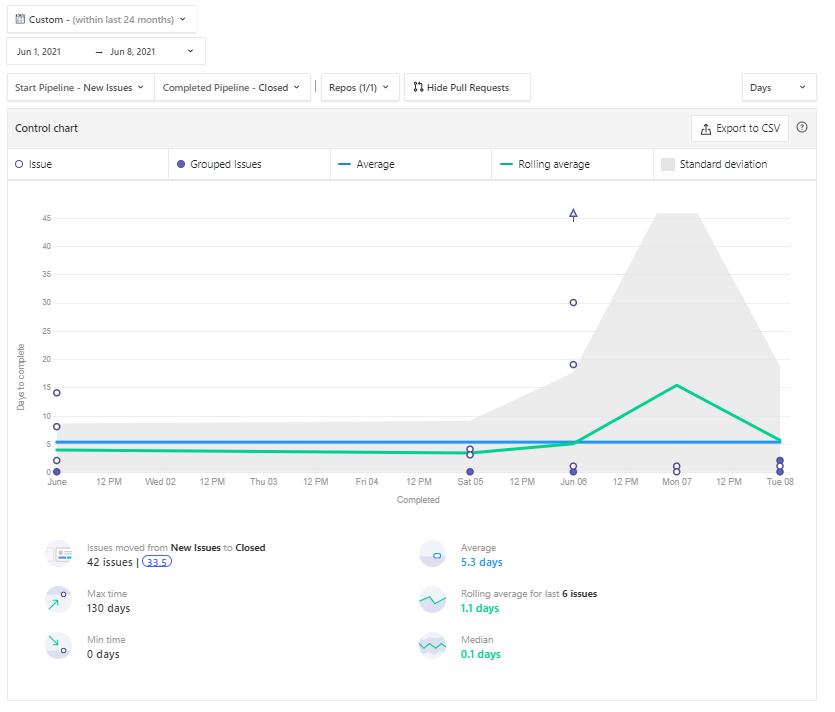 Custom - (within last 24 months)
Jun 1, 2021 → Jun 8, 2021
Start Pipeline - New Issues Completed Pipeline - Closed Repos (1/1) Hide Pull Requests Days
Control chart Export to CSV ?
Issue Grouped Issues Average Rolling average Standard deviation
45
40
35
30
25
20
15
10
5
0
Days to complete
June 12 PM Wed 02 12 PM Thu 03 12 PM Fri 04 12 PM Sat 05 12 PM Jun 06 12 PM Mon 07 12 PM Tue 08
Completed
Issues moved from New Issues to Closed
42 issues | 33.5
Average
5.3 days
Max time
130 days
Rolling average for last 6 issues
1.1 days
Min time
0 days
Median
0.1 days